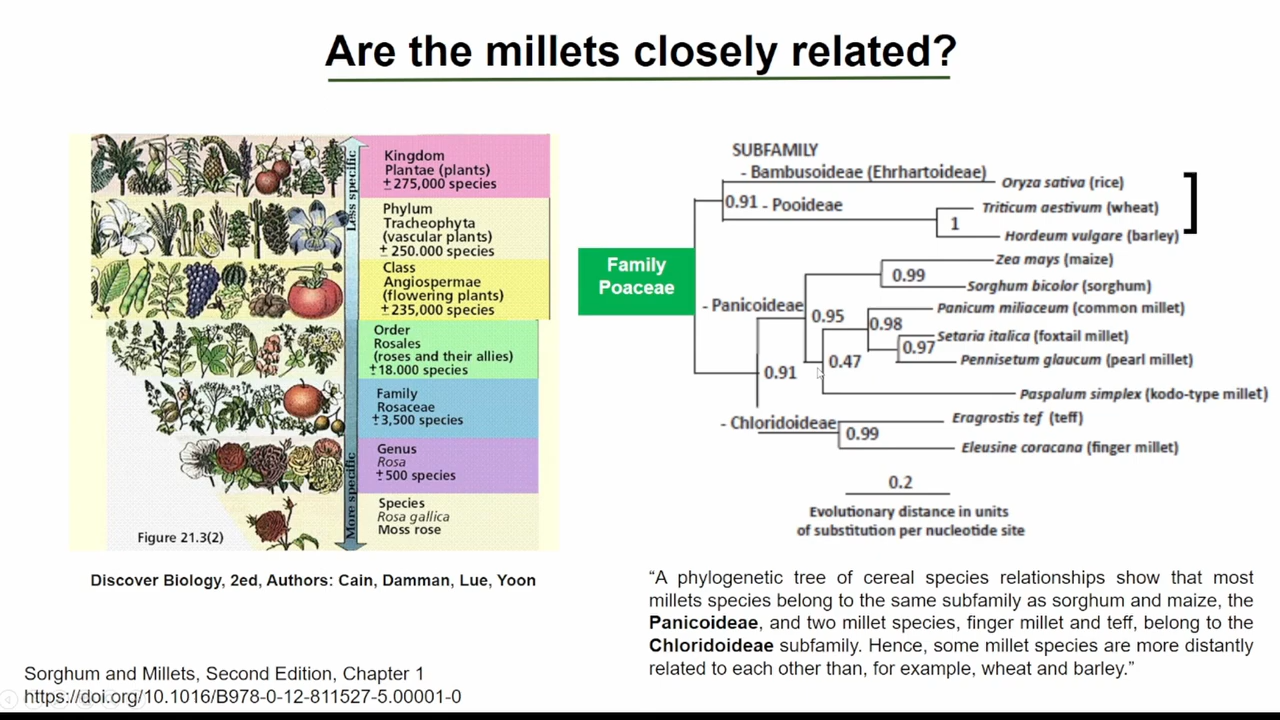 Are the millets closely related?
Less specific
More specific
Kingdom
Plantae (plants)
±275,000 species
Phylum
Tracheophyta
(vascular plants)
± 250.000 species
Class
Angiospermae
(flowering plants)
±235,000 species
Order
Rosales
(roses and their allies)
±18.000 species
Family
Rosaceae
±3,500 species
Genus
Rosa
±500 species
Species
Rosa gallica
Moss rose
Figure 21.3(2)
Discover Biology, 2ed, Authors: Cain, Damman, Lue, Yoon
Sorghum and Millets, Second Edition, Chapter 1
https://doi.org/10.1016/B978-0-12-811527-5.00001-0
SUBFAMILY
- Bambusoideae (Ehrhartoideae)
Oryza sativa (rice)
0.91 - Pooideae
Triticum aestivum (wheat)
1
Hordeum vulgare (barley)
Family
Poaceae
Zea mays (maize)
0.99
Sorghum bicolor (sorghum)
- Panicoideae
0.95
Panicum miliaceum (common millet)
0.98
Setaria italica (foxtail millet)
0.97
Pennisetum glaucum (pearl millet)
0.47
0.91
Paspalum simplex (kodo-type millet)
- Chloridoideae
Eragrostis tef (teff)
0.99
Eleusine coracana (finger millet)
0.2
Evolutionary distance in units
of substitution per nucleotide site
“A phylogenetic tree of cereal species relationships show that most
millets species belong to the same subfamily as sorghum and maize, the
Panicoideae, and two millet species, finger millet and teff, belong to the
Chloridoideae subfamily. Hence, some millet species are more distantly
related to each other than, for example, wheat and barley.”